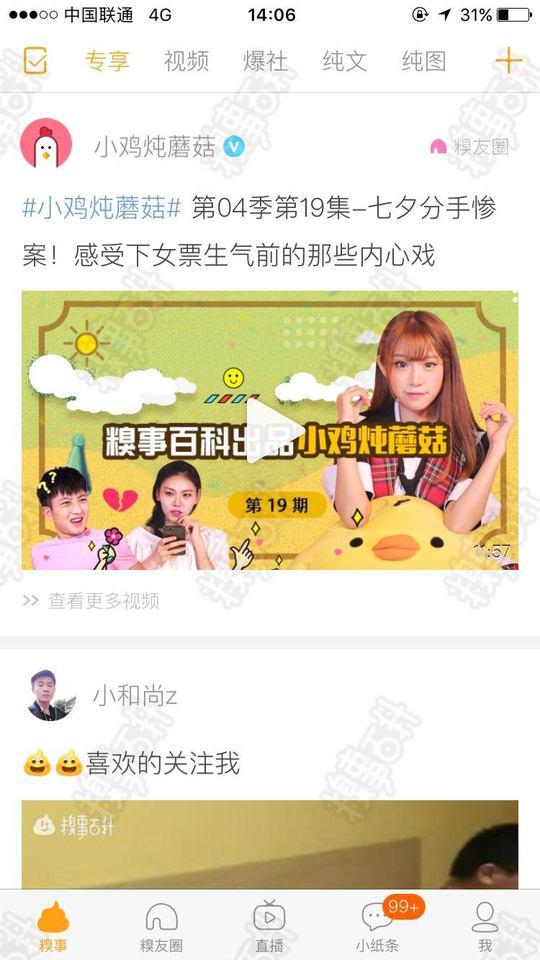 中国联通 4G 14:06 31%
专享 视频 爆社 纯文 纯图
小鸡炖蘑菇 糗友圈
#小鸡炖蘑菇# 第04季第19集-七夕分手惨
案！感受下女票生气前的那些内心戏
糗事百科出品 小鸡炖蘑菇
第 19 期
11:57
>> 查看更多视频
小和尚z
喜欢的关注我
糗事百科
99+
糗事 糗友圈 直播 小纸条 我